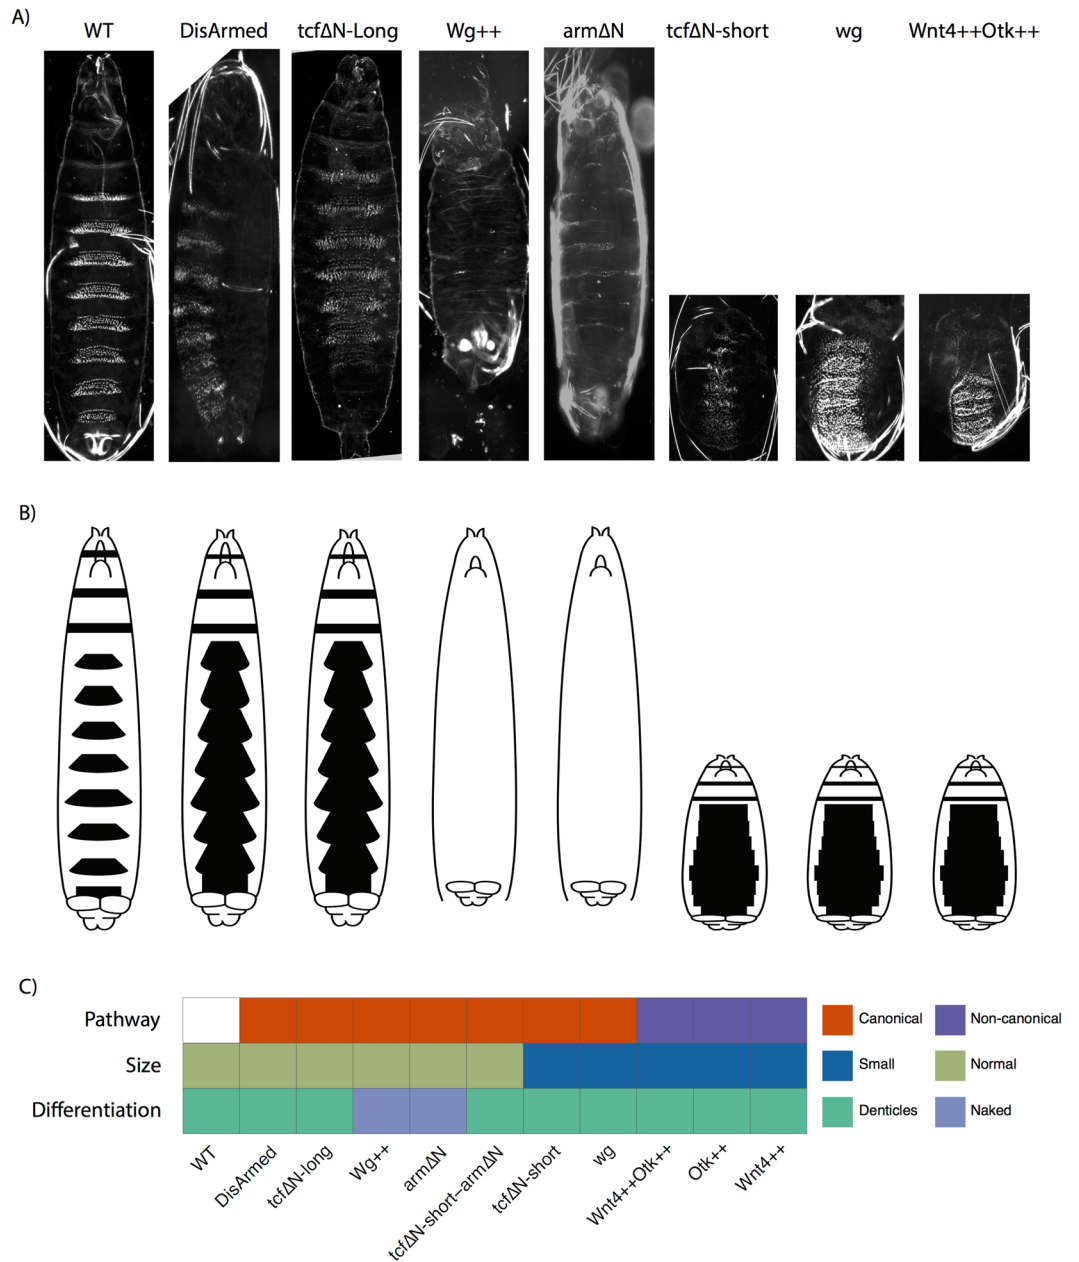 A)
WT DisArmed tcfΔN-Long Wg++ armΔN tcfΔN-short wg Wnt4++Otk++
B)
C)
Pathway
Size
Differentiation
Canonical Non-canonical
Small Normal
Denticles Naked
WT DisArmed tcfΔN-long Wg++ armΔN tcfΔN-short–armΔN tcfΔN-short wg Wnt4++Otk++ Otk++ Wnt4++